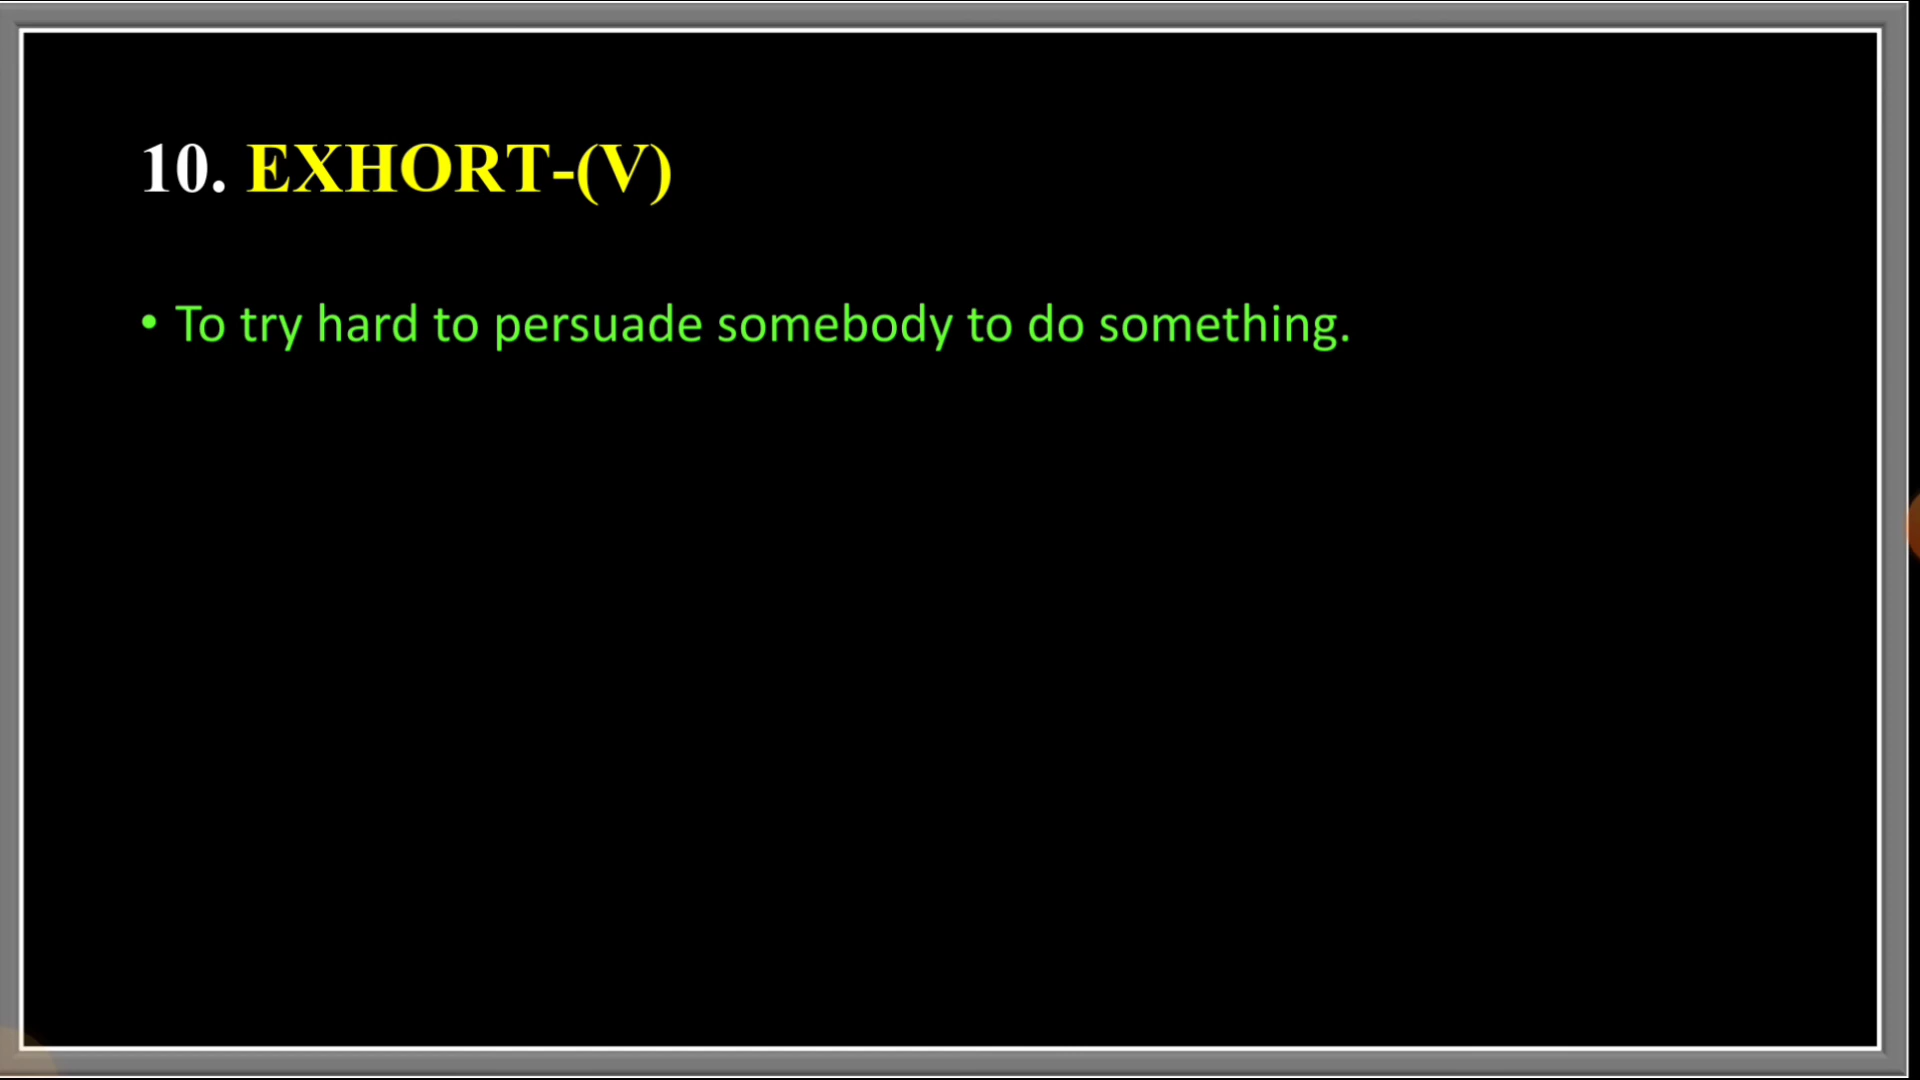 10. EXHORT-(V)
• To try hard to persuade somebody to do something.